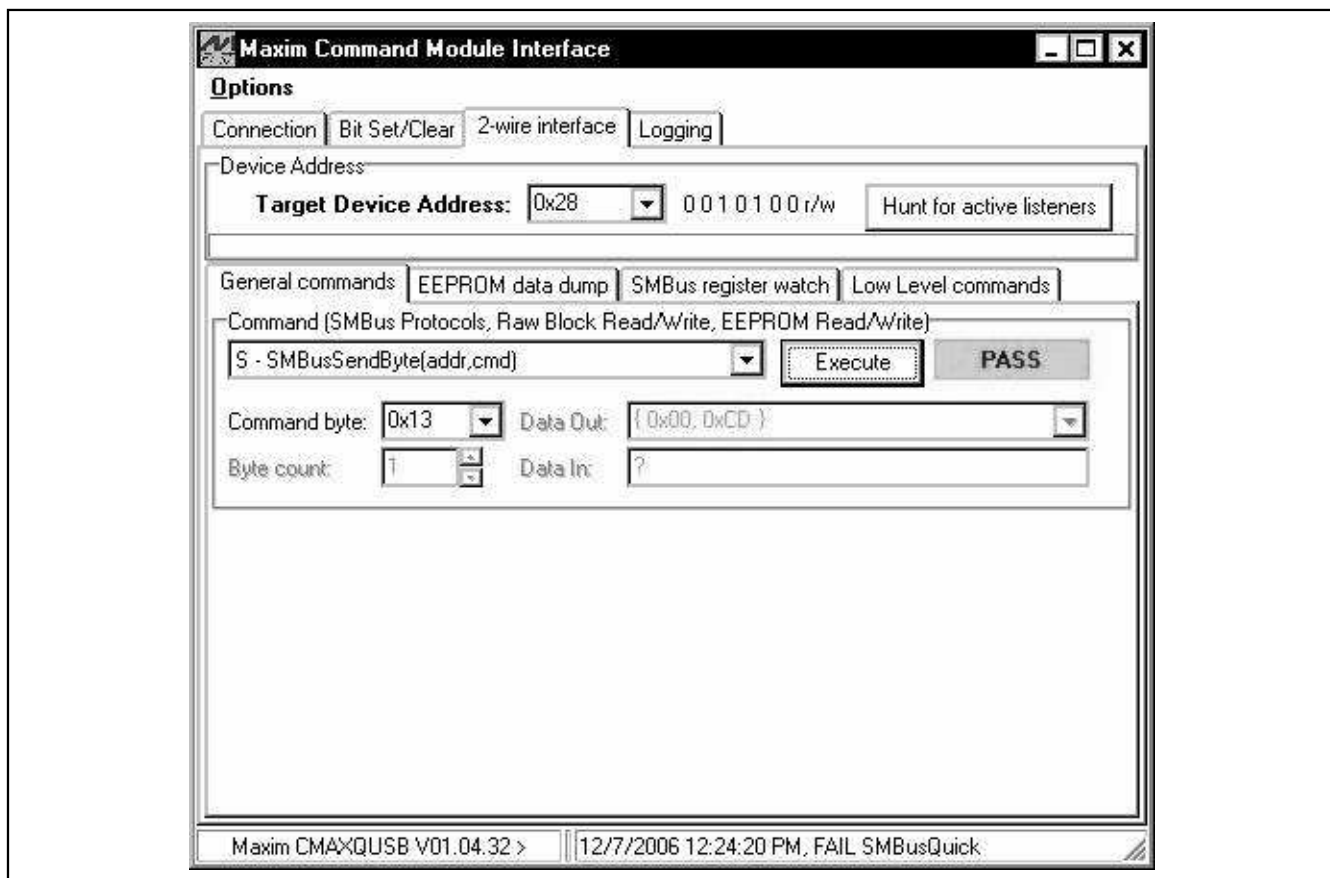 Maxim Command Module Interface
Options
Connection Bit Set/Clear 2-wire interface Logging
Device Address
Target Device Address: 0x28 0 0 1 0 1 0 0 r/w Hunt for active listeners
General commands EEPROM data dump SMBus register watch Low Level commands
Command (SMBus Protocols, Raw Block Read/Write, EEPROM Read/Write)
S - SMBusSendByte(addr,cmd) Execute PASS
Command byte: 0x13 Data Out: { 0x00, 0xCD }
Byte count: 1 Data In: ?
Maxim CMAXQUSB V01.04.32 > 12/7/2006 12:24:20 PM, FAIL SMBusQuick